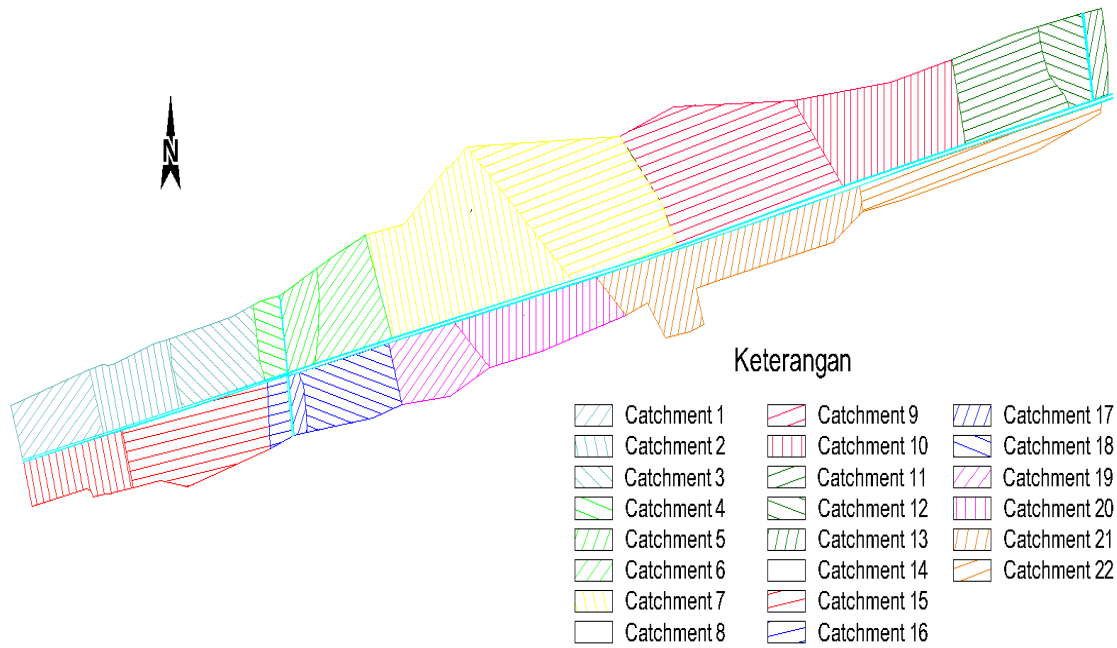 N
Keterangan
Catchment 1
Catchment 2
Catchment 3
Catchment 4
Catchment 5
Catchment 6
Catchment 7
Catchment 8
Catchment 9
Catchment 10
Catchment 11
Catchment 12
Catchment 13
Catchment 14
Catchment 15
Catchment 16
Catchment 17
Catchment 18
Catchment 19
Catchment 20
Catchment 21
Catchment 22